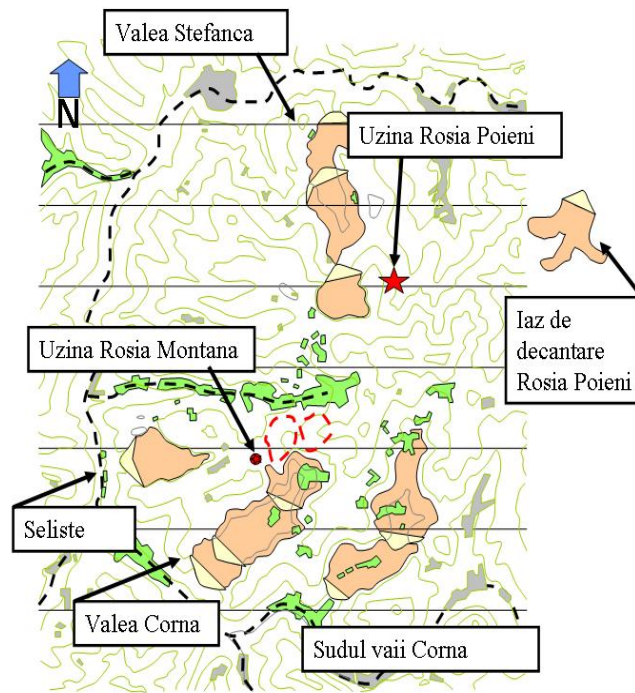 Valea Stefanca
N
Uzina Rosia Poieni
Iaz de
decantare
Rosia Poieni
Uzina Rosia Montana
Seliste
Valea Corna
Sudul vaii Corna